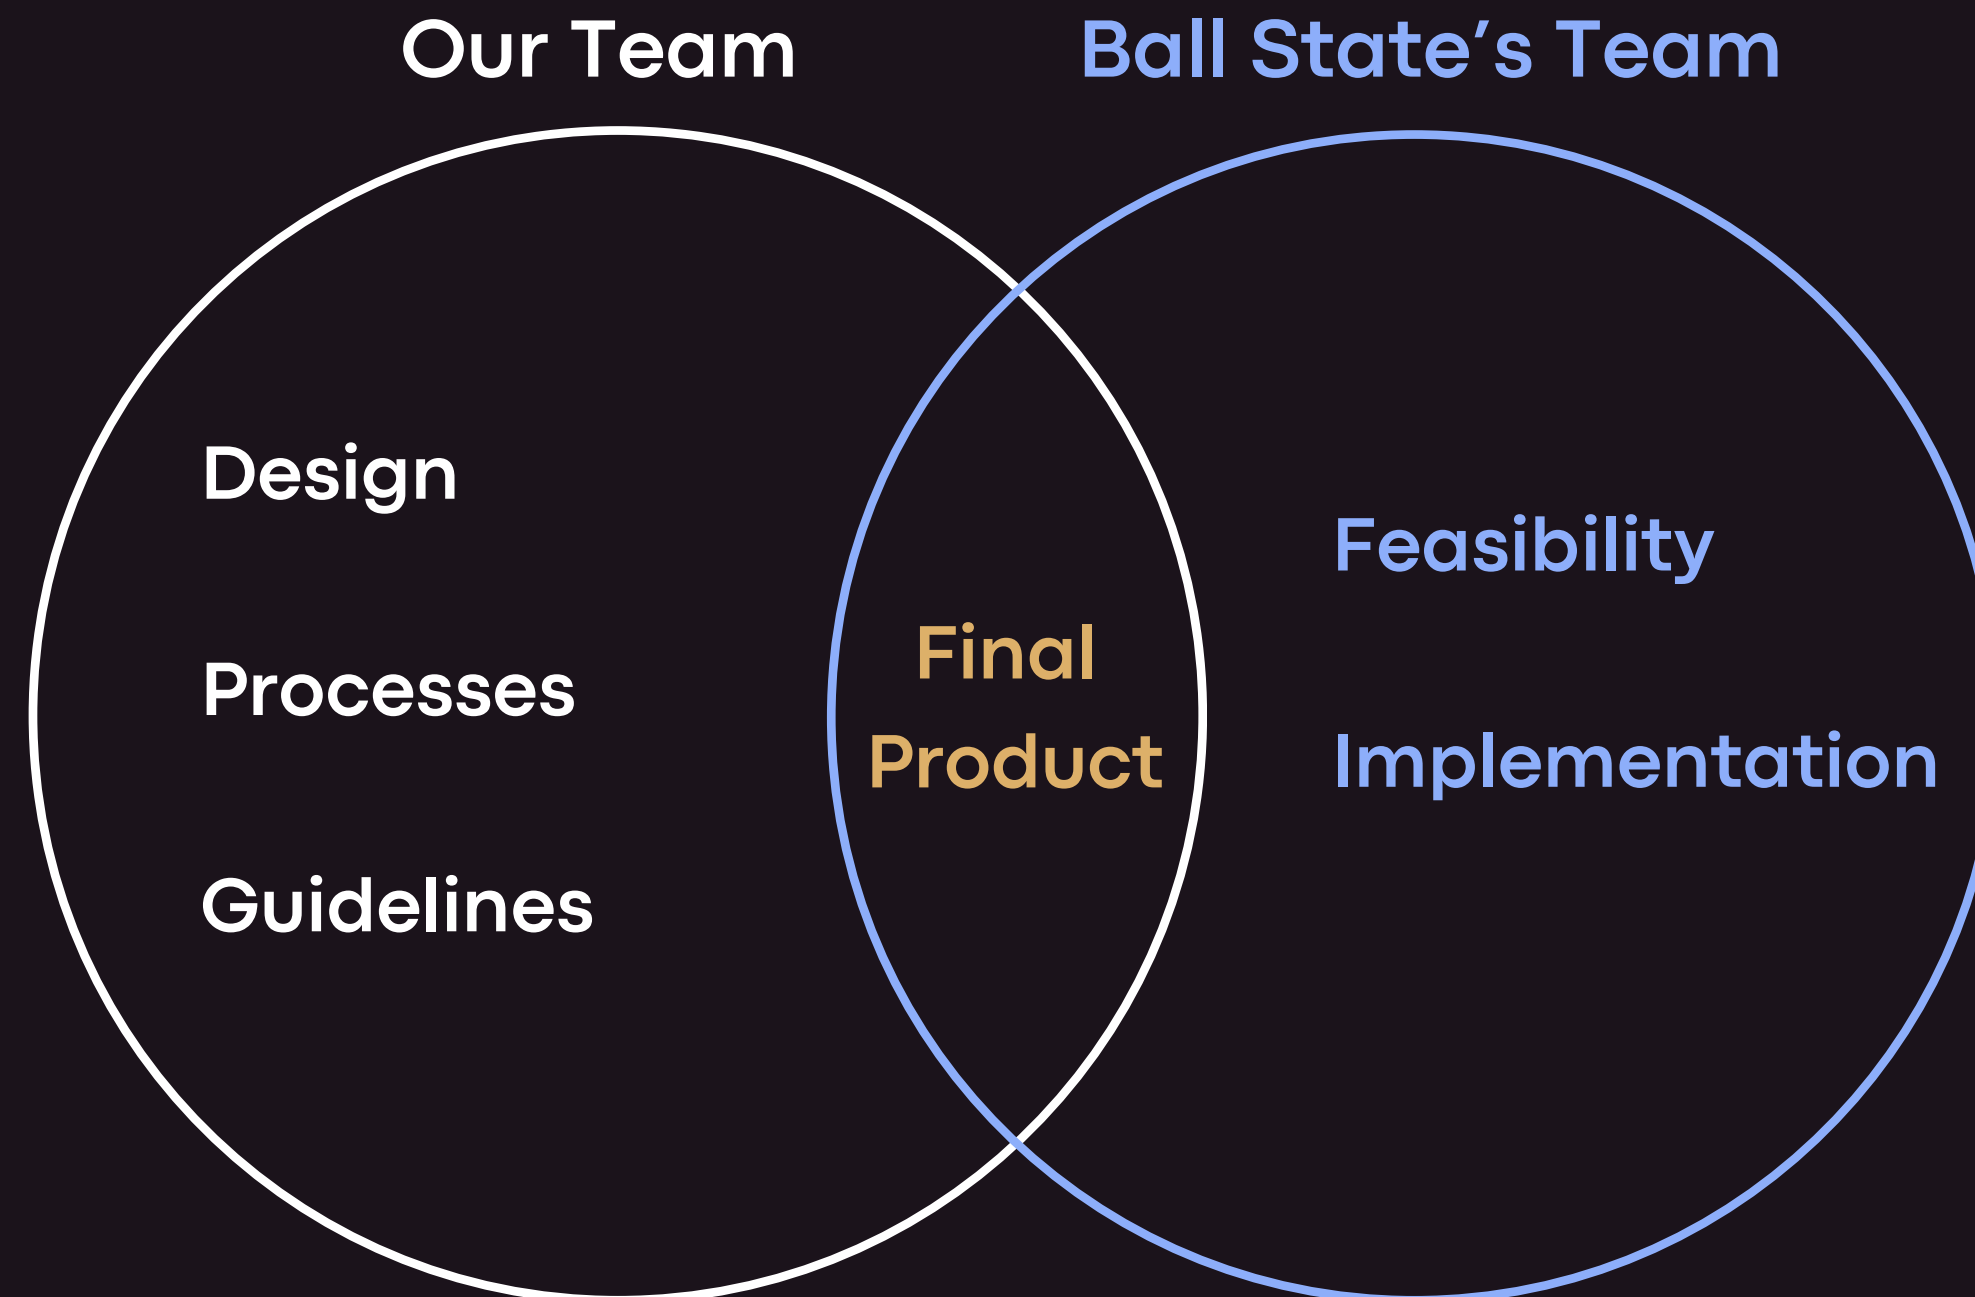 Our Team
Ball State’s Team
Design
Processes
Guidelines
Final
Product
Feasibility
Implementation